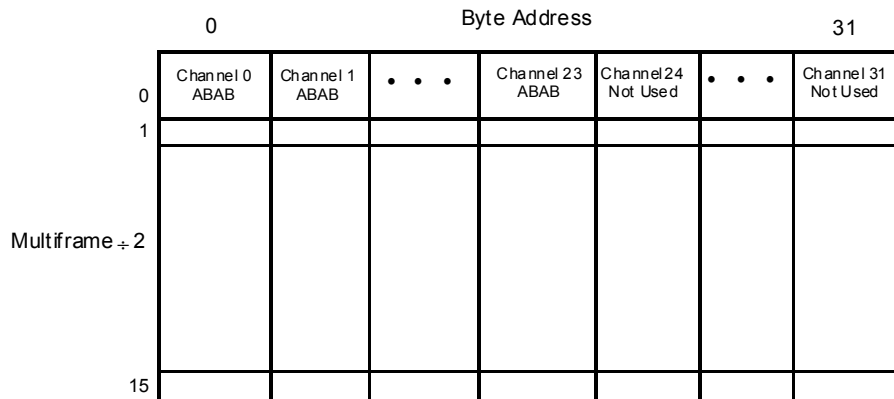 Byte Address
0 31
Channel 0 Channel 1 • • • Channel 23 Channel 24 • • • Channel 31
ABAB ABAB ABAB Not Used Not Used
0
1
Multiframe ÷ 2
15